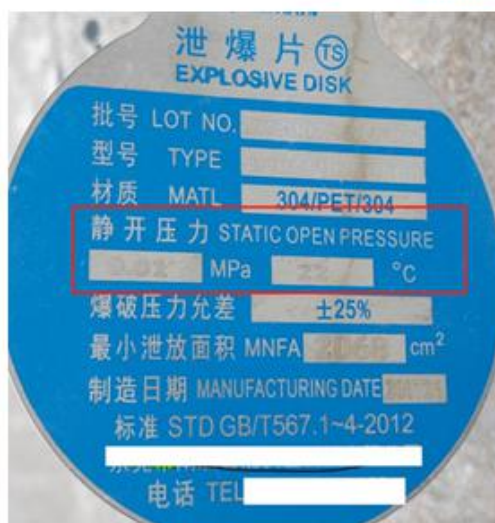 泄爆片 TS
EXPLOSIVE DISK
批号 LOT NO.
型号 TYPE
材质 MATL 304/PET/304
静开压力 STATIC OPEN PRESSURE
MPa 22 °C
爆破压力允差 ±25%
最小泄放面积 MNFA cm²
制造日期 MANUFACTURING DATE
标准 STD GB/T567.1~4-2012
电话 TEL